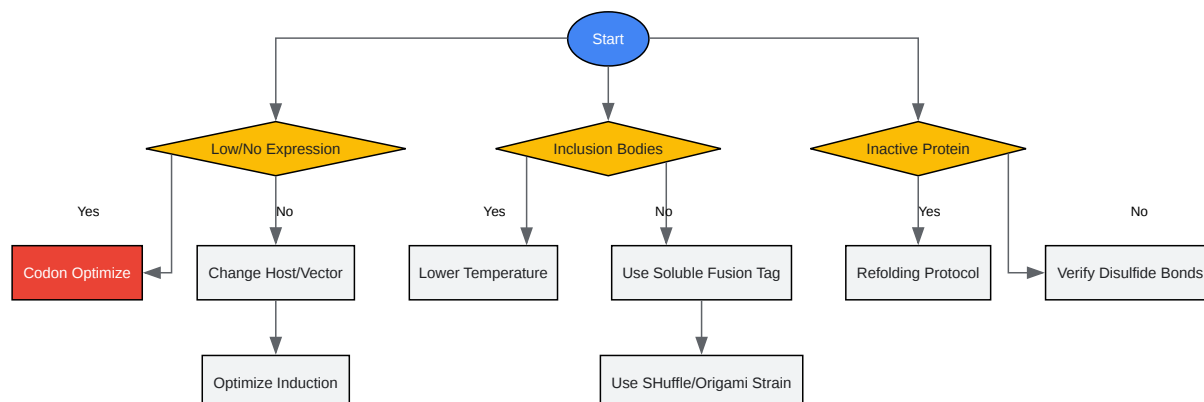 Start
Low/No Expression
Inclusion Bodies
Inactive Protein
Yes
No
Yes
No
Yes
No
Codon Optimize
Change Host/Vector
Lower Temperature
Use Soluble Fusion Tag
Refolding Protocol
Verify Disulfide Bonds
Optimize Induction
Use SHuffle/Origami Strain